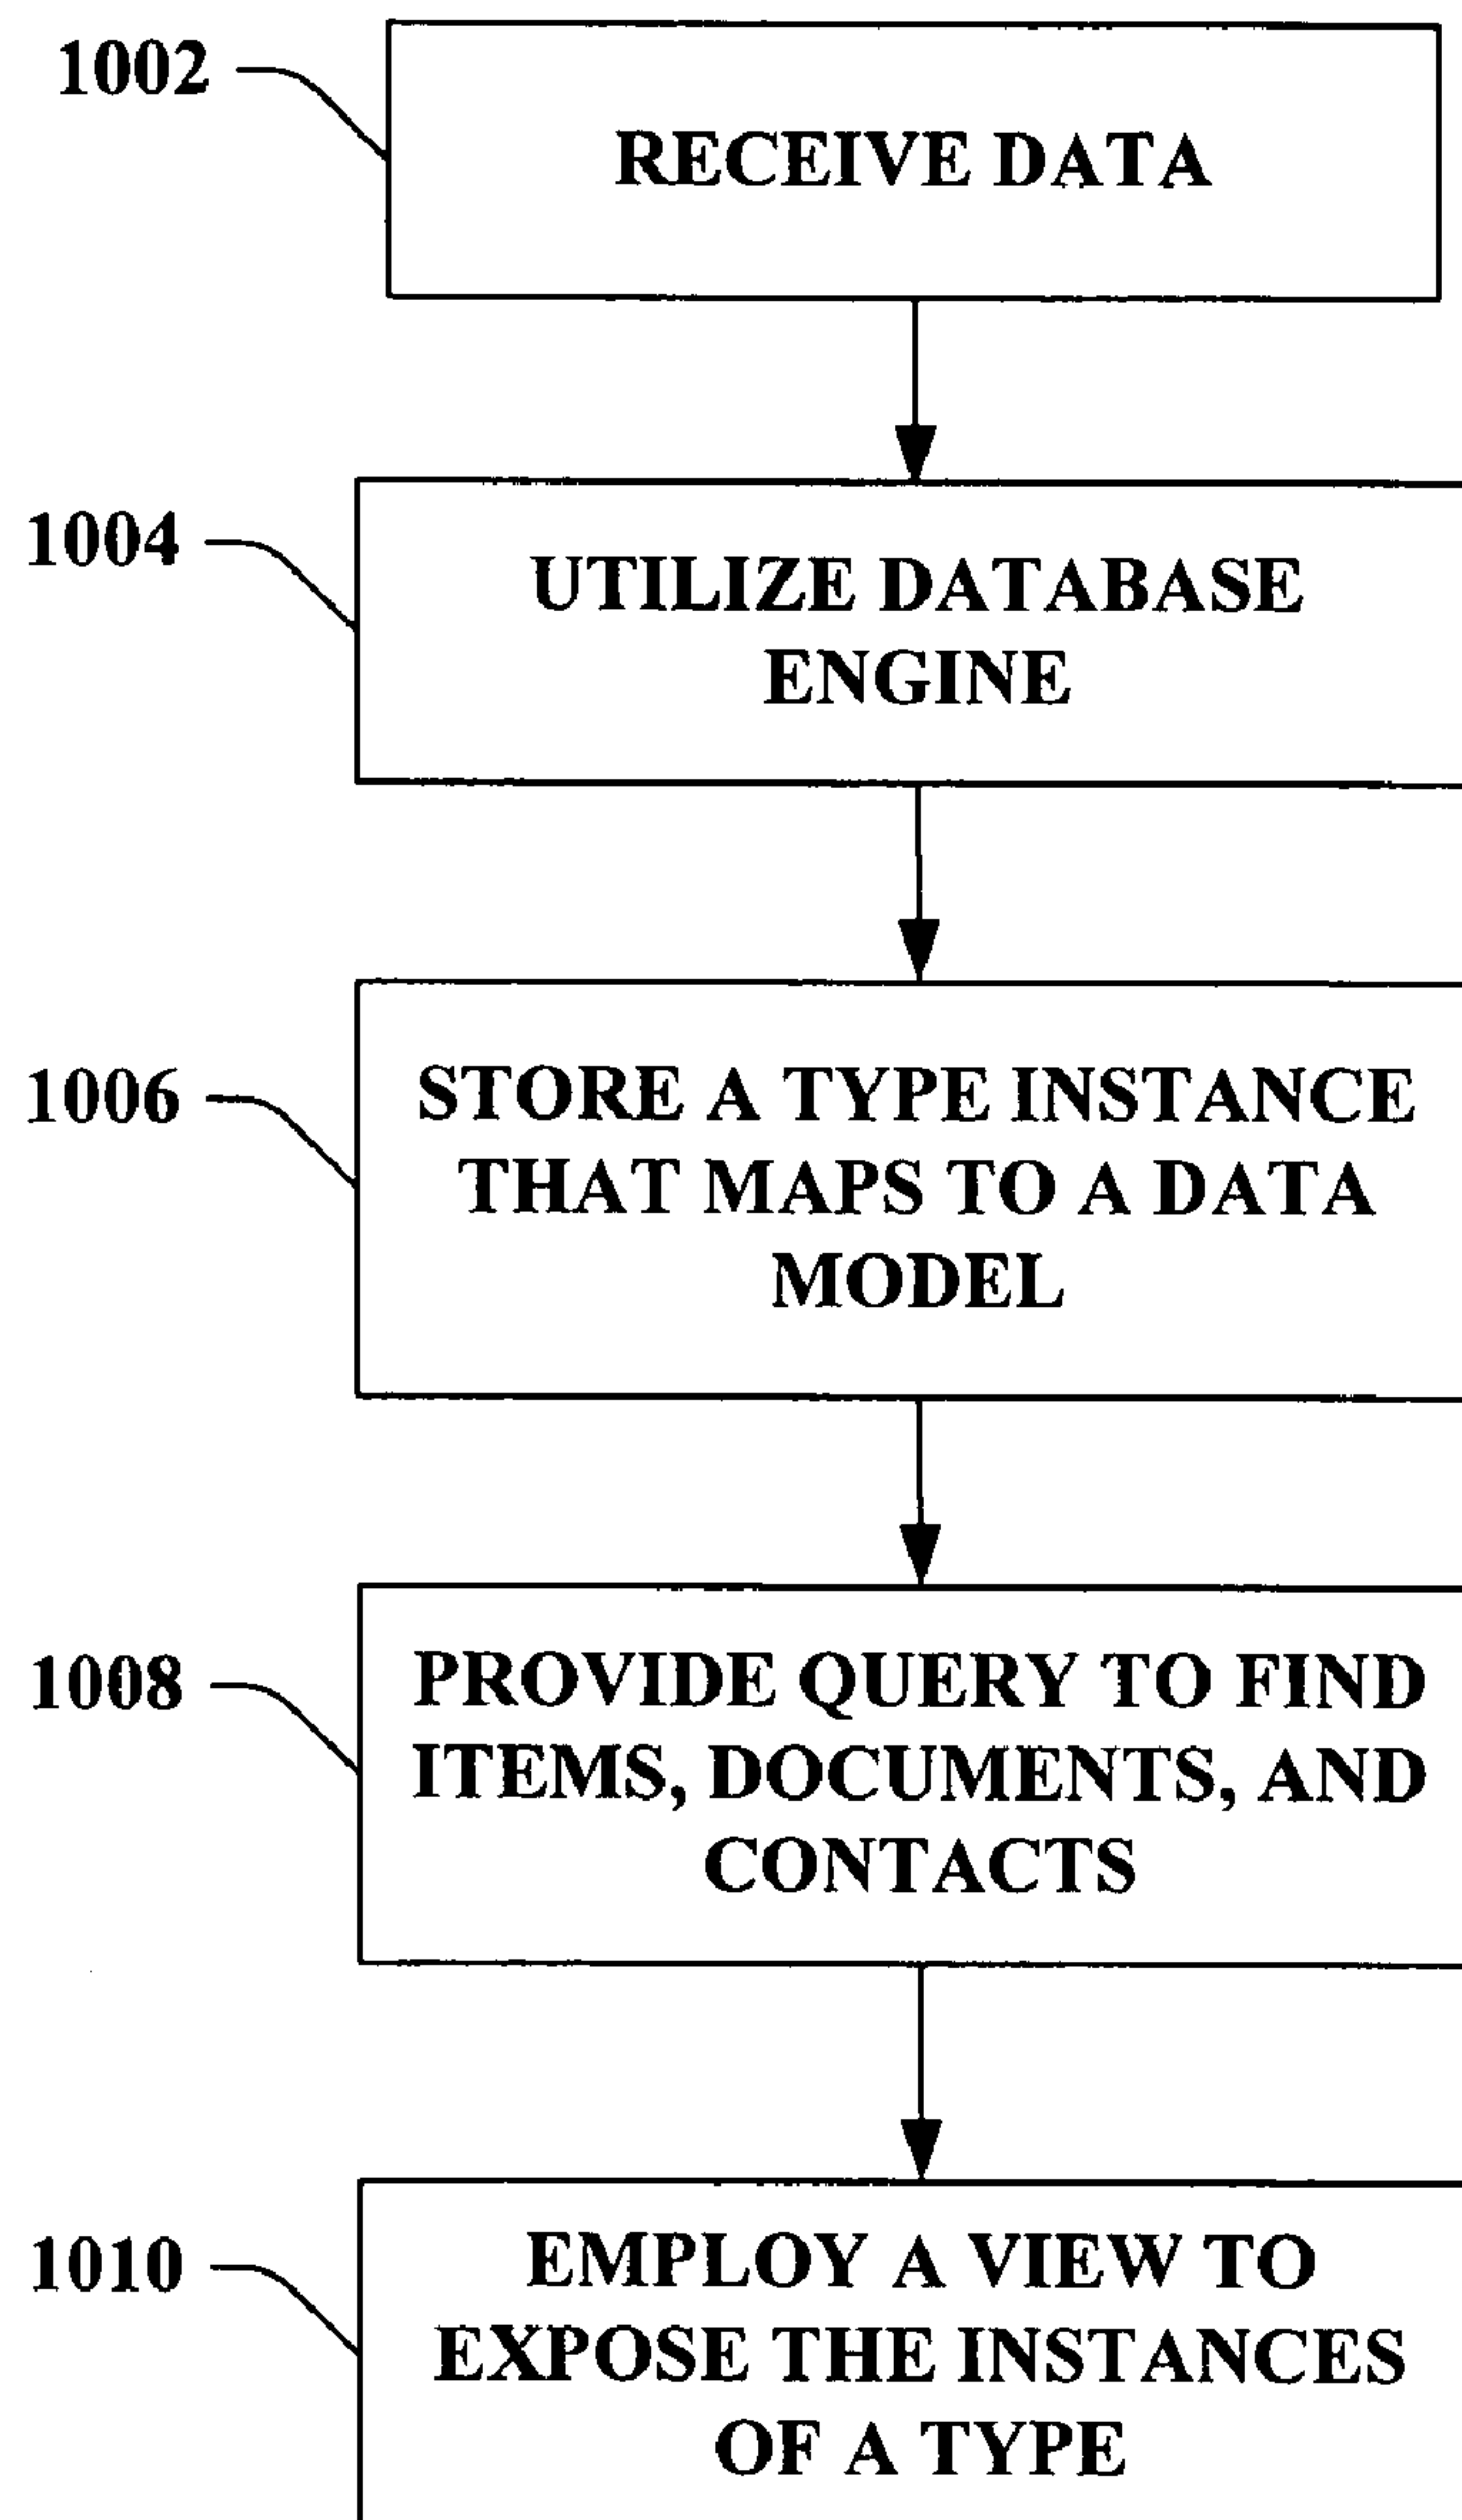 1002
RECEIVE DATA
1004
UTILIZE DATABASE
ENGINE
1006
STORE A TYPE INSTANCE
THAT MAPS TO A DATA
MODEL
1008
PROVIDE QUERY TO FIND
ITEMS, DOCUMENTS, AND
CONTACTS
1010
EMPLOY A VIEW TO
EXPOSE THE INSTANCES
OF A TYPE